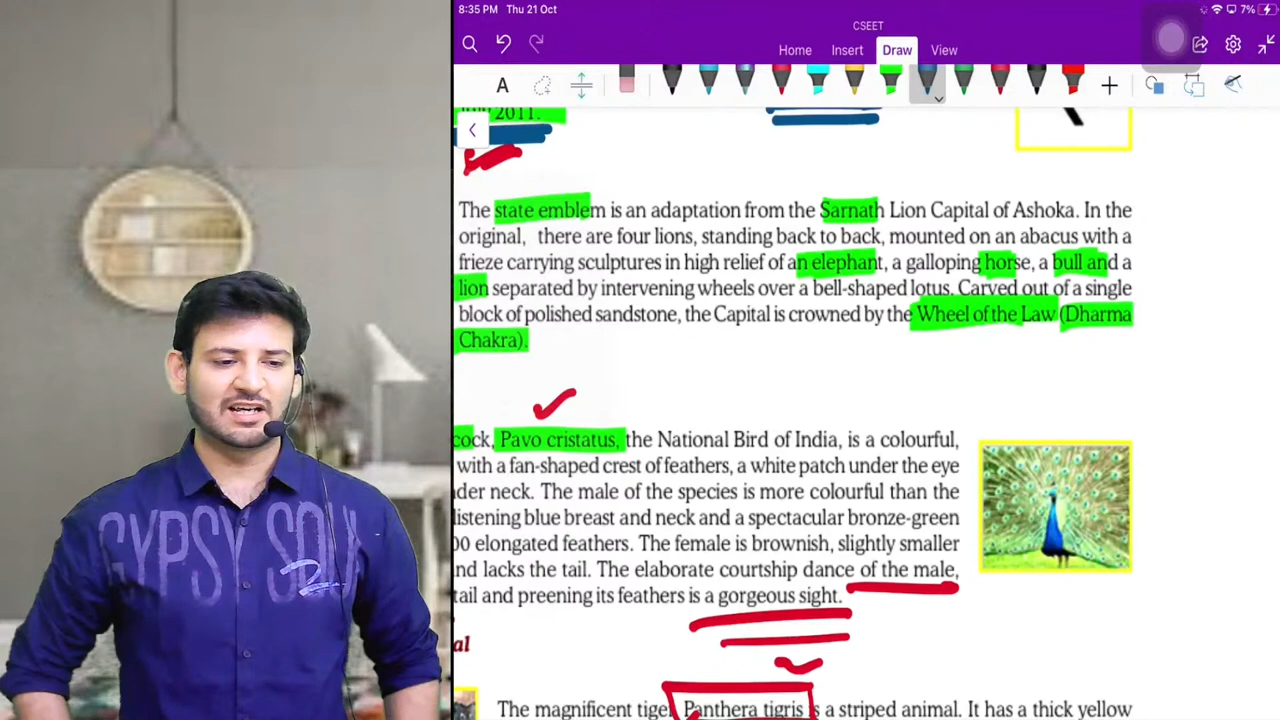 8:35 PM Thu 21 Oct
7%
CSEET
Home Insert Draw View
A
2011.
The state emblem is an adaptation from the Sarnath Lion Capital of Ashoka. In the
original, there are four lions, standing back to back, mounted on an abacus with a
frieze carrying sculptures in high relief of an elephant, a galloping horse, a bull and a
lion separated by intervening wheels over a bell-shaped lotus. Carved out of a single
block of polished sandstone, the Capital is crowned by the Wheel of the Law (Dharma
Chakra).
cock, Pavo cristatus, the National Bird of India, is a colourful,
with a fan-shaped crest of feathers, a white patch under the eye
nder neck. The male of the species is more colourful than the
listening blue breast and neck and a spectacular bronze-green
00 elongated feathers. The female is brownish, slightly smaller
nd lacks the tail. The elaborate courtship dance of the male,
tail and preening its feathers is a gorgeous sight.
al
The magnificent tiger, Panthera tigris is a striped animal. It has a thick yellow
GYPSY SOUL